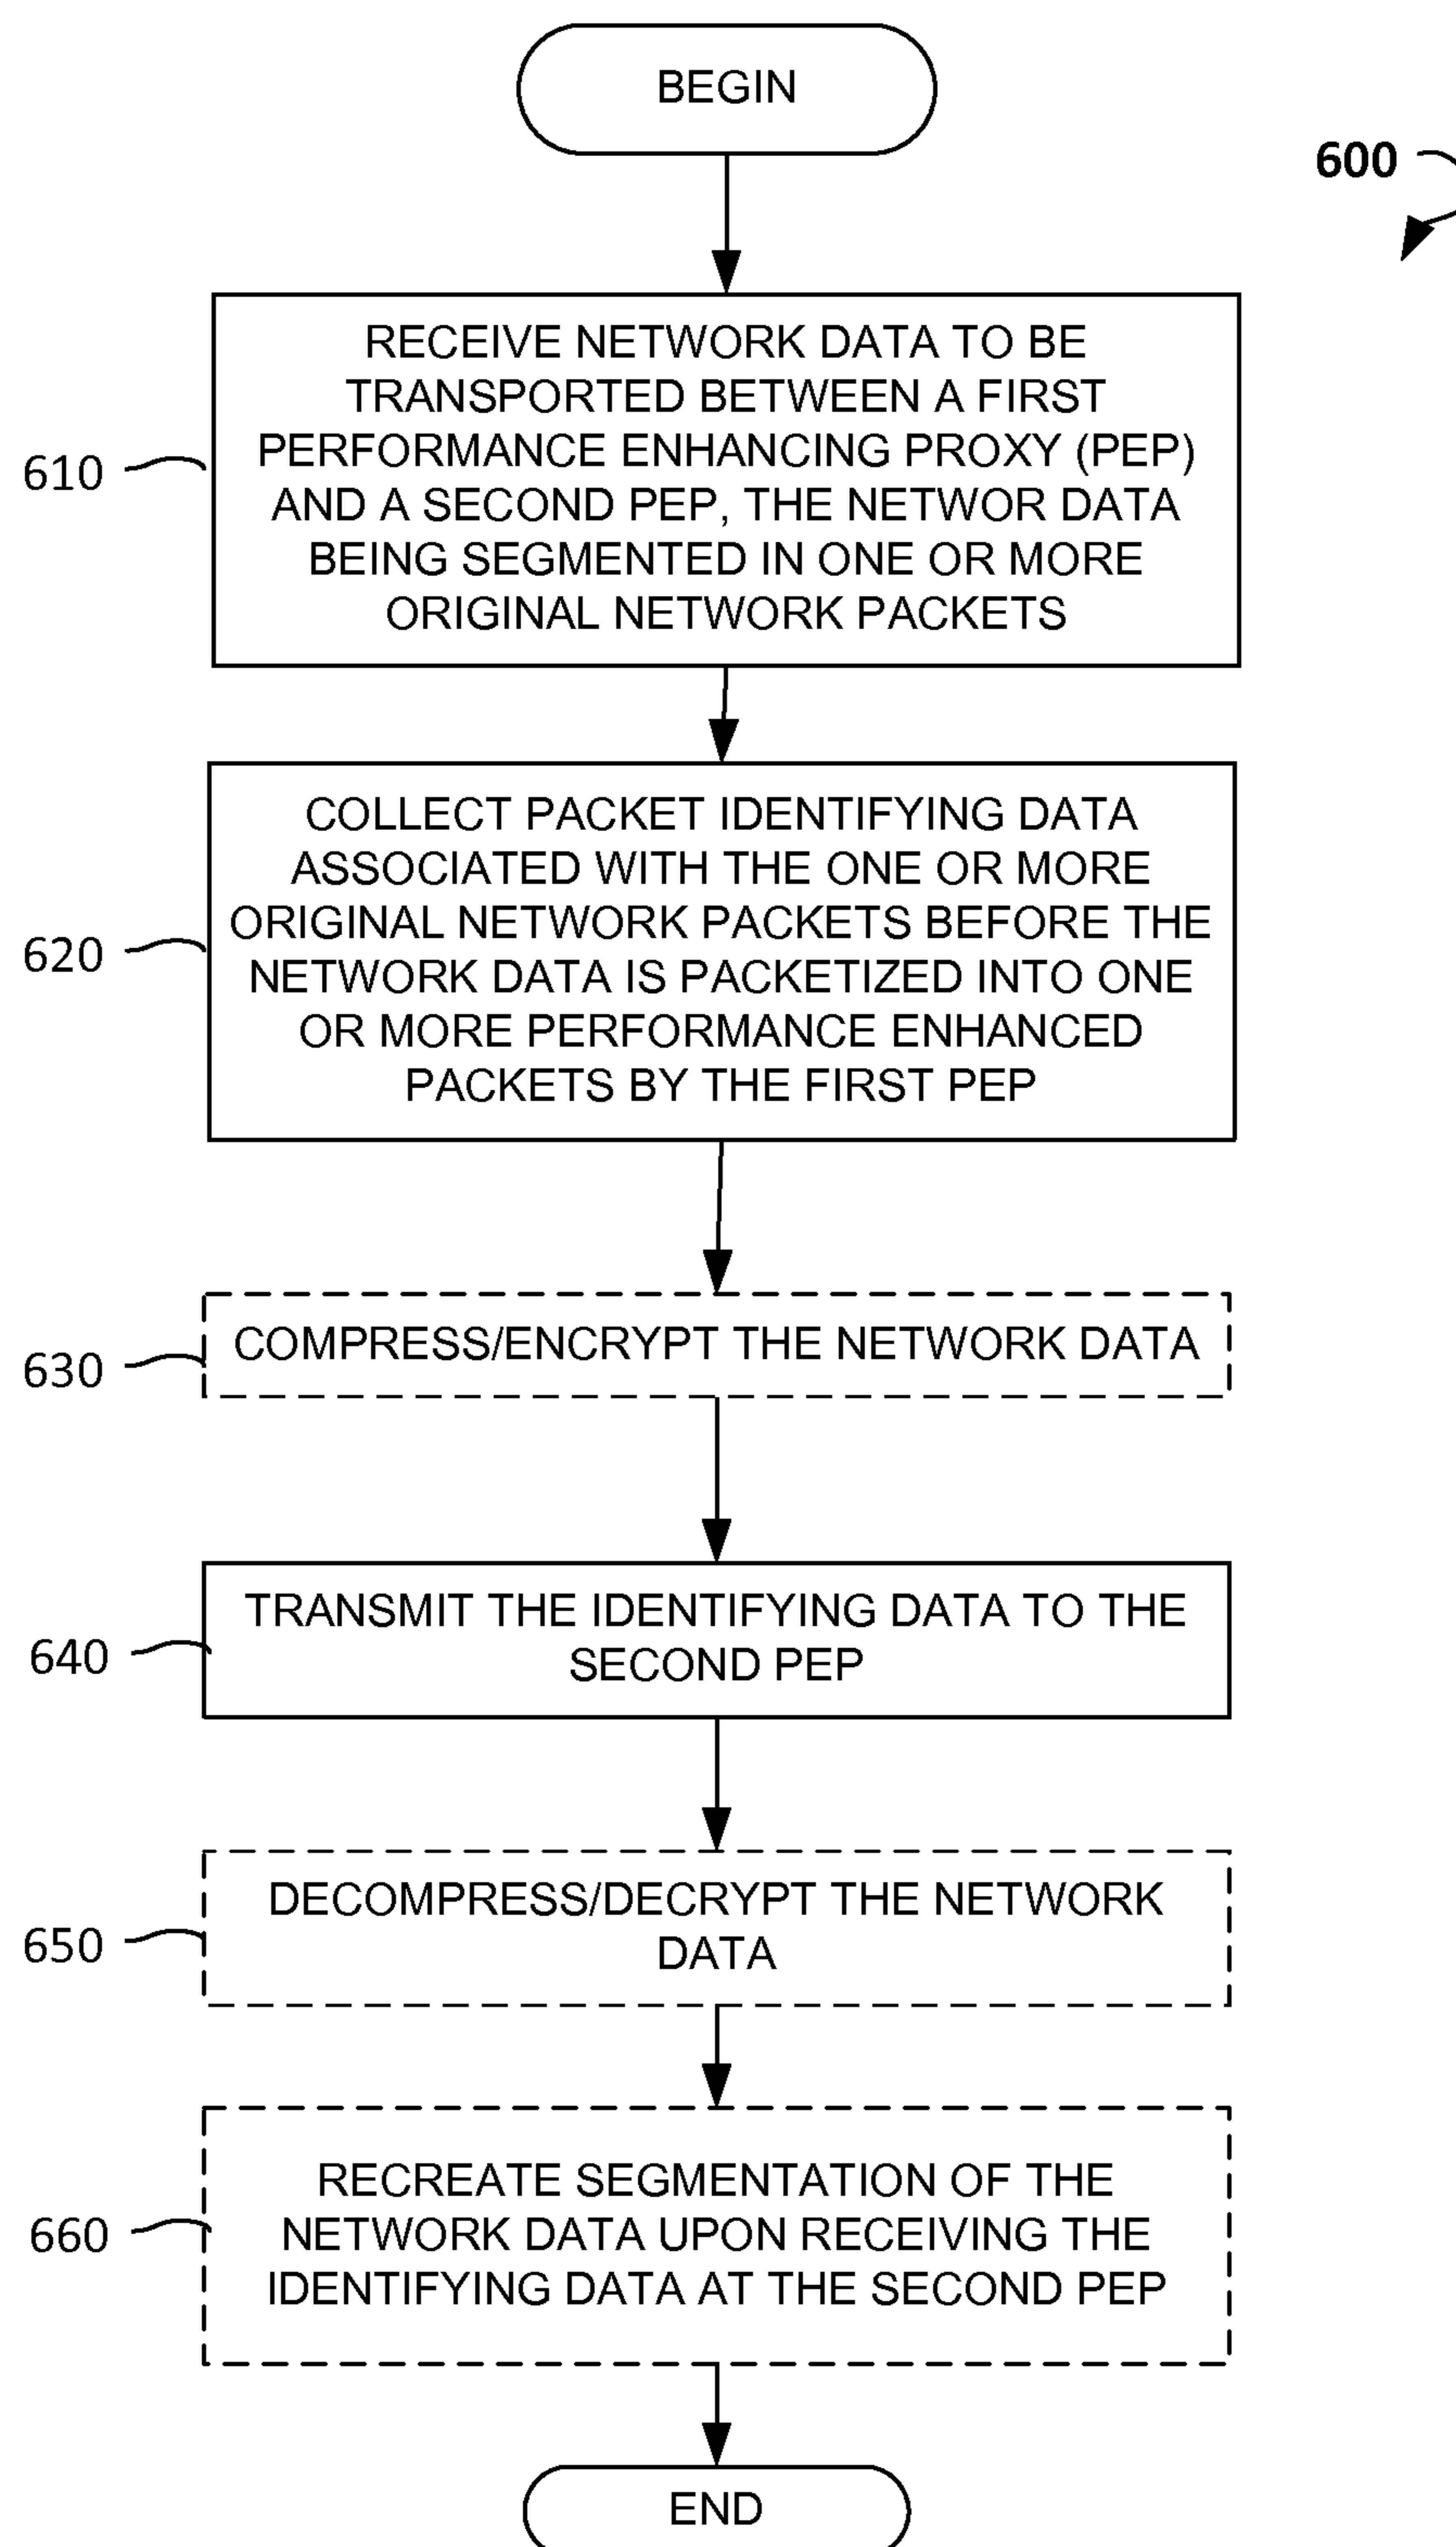 BEGIN
600
RECEIVE NETWORK DATA TO BE
TRANSPORTED BETWEEN A FIRST
PERFORMANCE ENHANCING PROXY (PEP)
AND A SECOND PEP, THE NETWOR DATA
BEING SEGMENTED IN ONE OR MORE
ORIGINAL NETWORK PACKETS
610
COLLECT PACKET IDENTIFYING DATA
ASSOCIATED WITH THE ONE OR MORE
ORIGINAL NETWORK PACKETS BEFORE THE
NETWORK DATA IS PACKETIZED INTO ONE
OR MORE PERFORMANCE ENHANCED
PACKETS BY THE FIRST PEP
620
COMPRESS/ENCRYPT THE NETWORK DATA
630
TRANSMIT THE IDENTIFYING DATA TO THE
SECOND PEP
640
DECOMPRESS/DECRYPT THE NETWORK
DATA
650
RECREATE SEGMENTATION OF THE
NETWORK DATA UPON RECEIVING THE
IDENTIFYING DATA AT THE SECOND PEP
660
END